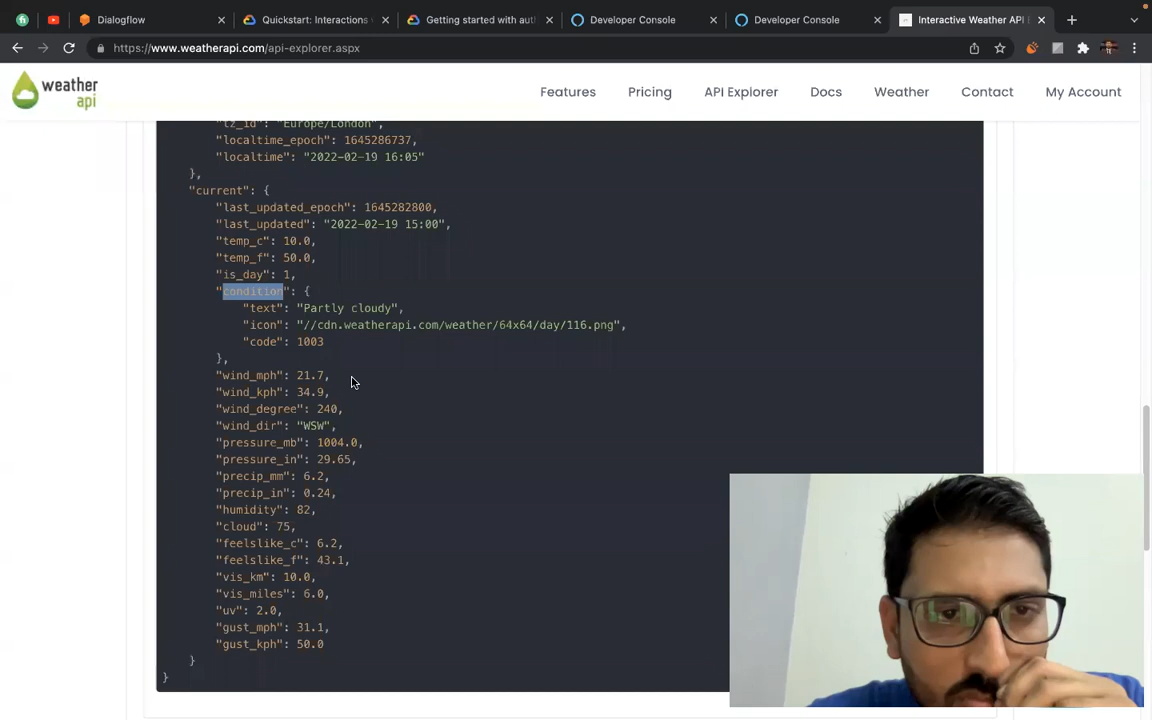 Dialogflow
Quickstart: Interactions
Getting started with aut
Developer Console
Developer Console
Interactive Weather API |
https://www.weatherapi.com/api-explorer.aspx
weather
api
Features
Pricing
API Explorer
Docs
Weather
Contact
My Account
"tz_id": "Europe/London",
"localtime_epoch": 1645286737,
"localtime": "2022-02-19 16:05"
},
"current": {
"last_updated_epoch": 1645282800,
"last_updated": "2022-02-19 15:00",
"temp_c": 10.0,
"temp_f": 50.0,
"is_day": 1,
"condition": {
"text": "Partly cloudy",
"icon": "//cdn.weatherapi.com/weather/64x64/day/116.png",
"code": 1003
},
"wind_mph": 21.7,
"wind_kph": 34.9,
"wind_degree": 240,
"wind_dir": "WSW",
"pressure_mb": 1004.0,
"pressure_in": 29.65,
"precip_mm": 6.2,
"precip_in": 0.24,
"humidity": 82,
"cloud": 75,
"feelslike_c": 6.2,
"feelslike_f": 43.1,
"vis_km": 10.0,
"vis_miles": 6.0,
"uv": 2.0,
"gust_mph": 31.1,
"gust_kph": 50.0
}
}